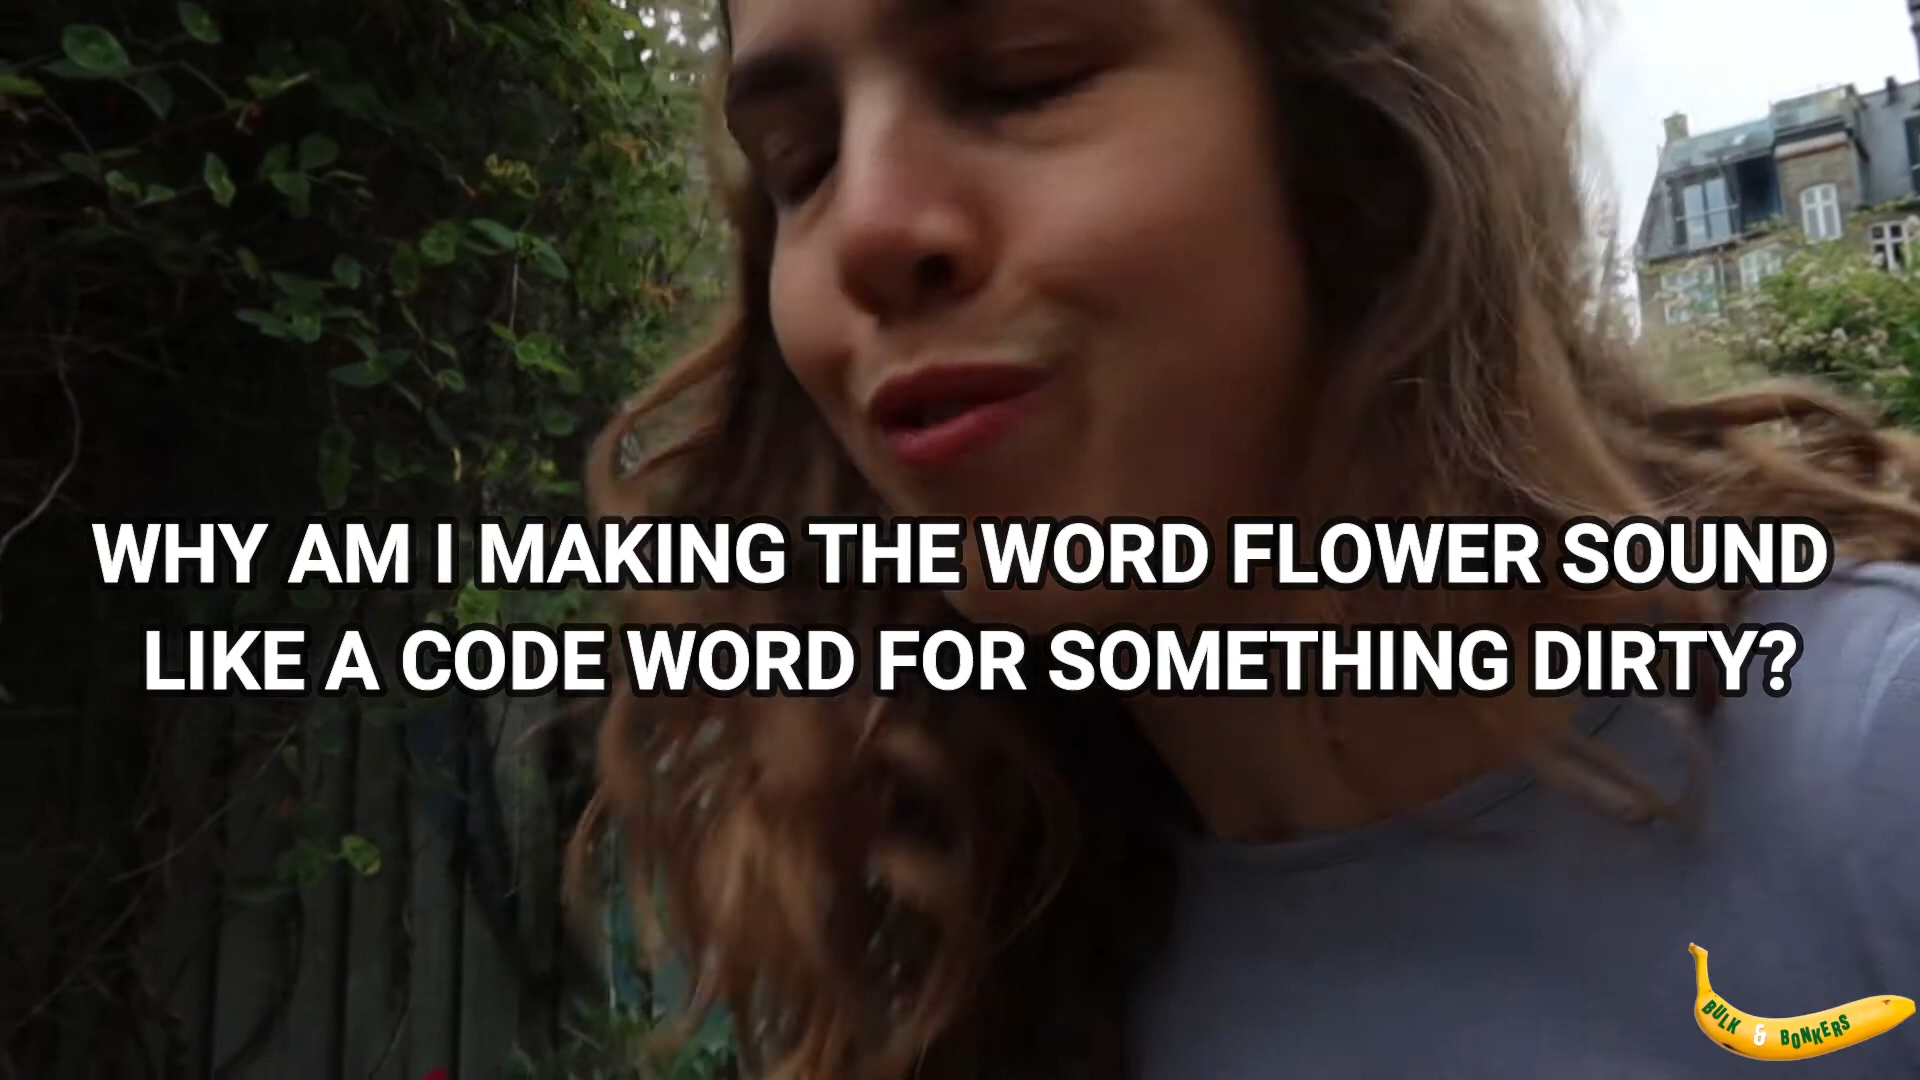 WHY AM I MAKING THE WORD FLOWER SOUND
LIKE A CODE WORD FOR SOMETHING DIRTY?
BULK & BONKERS